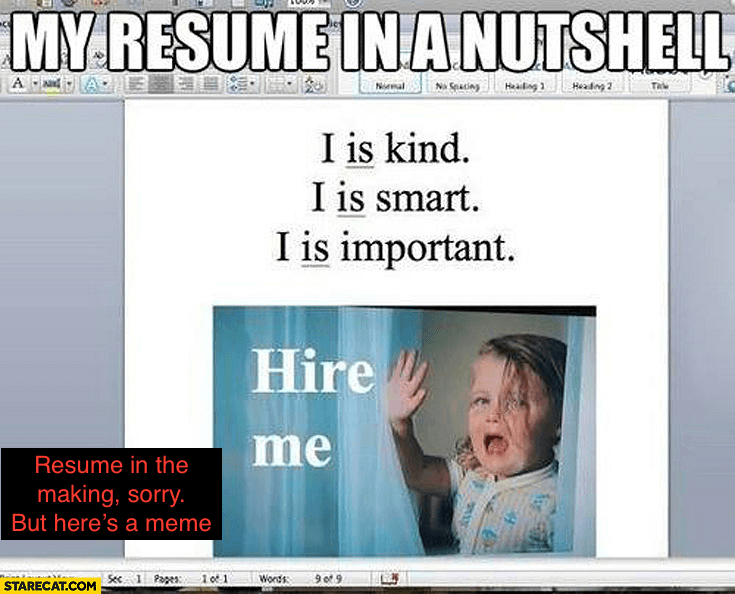 MY RESUME IN A NUTSHELL
A
Normal
No Spacing
Heading 1
Heading 2
Title
I is kind.
I is smart.
I is important.
Hire
me
Resume in the
making, sorry.
But here's a meme
Sec 1 Pages: 1 of 1 Words: 9 of 9
STARECAT.COM